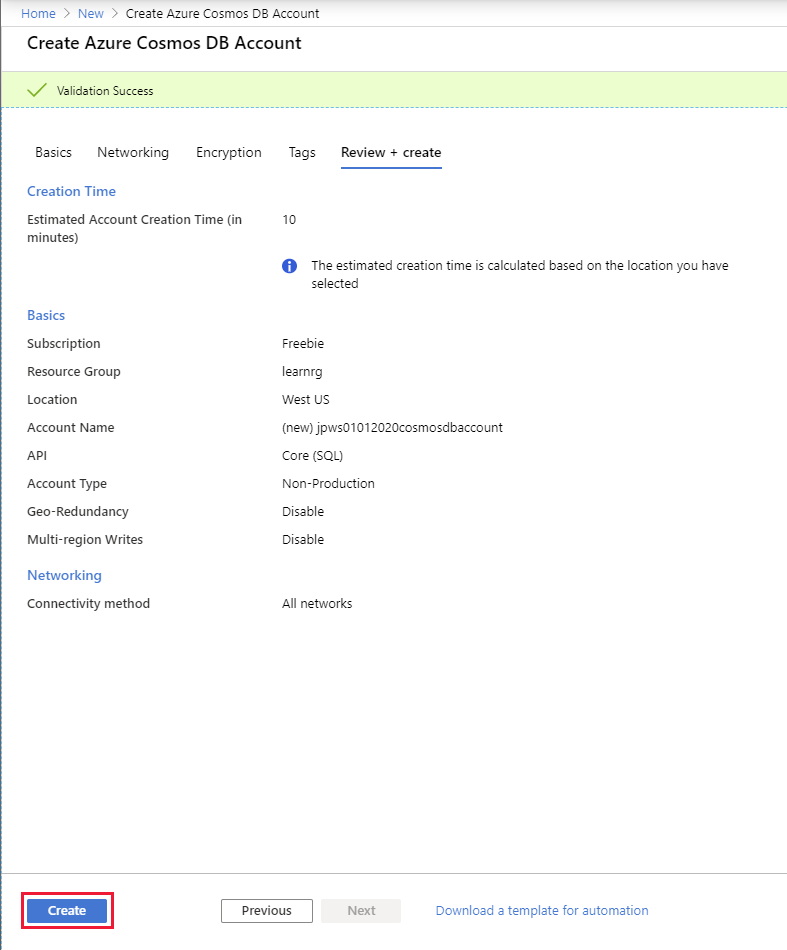 Home > New > Create Azure Cosmos DB Account
Create Azure Cosmos DB Account
Validation Success
Basics Networking Encryption Tags Review + create
Creation Time
Estimated Account Creation Time (in 10
minutes)
The estimated creation time is calculated based on the location you have
selected
Basics
Subscription Freebie
Resource Group learnrg
Location West US
Account Name (new) jpws01012020cosmosdbaccount
API Core (SQL)
Account Type Non-Production
Geo-Redundancy Disable
Multi-region Writes Disable
Networking
Connectivity method All networks
Create Previous Next Download a template for automation